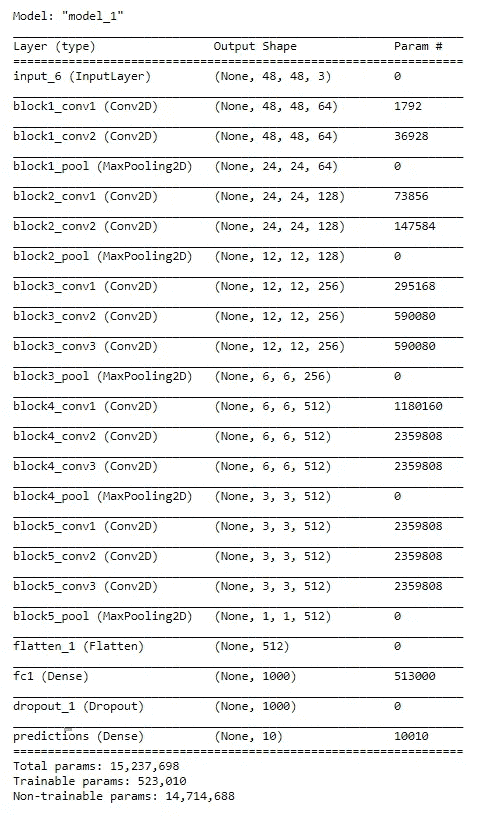 Model: "model_1"
Layer (type) Output Shape Param #
input_6 (InputLayer) (None, 48, 48, 3) 0
block1_conv1 (Conv2D) (None, 48, 48, 64) 1792
block1_conv2 (Conv2D) (None, 48, 48, 64) 36928
block1_pool (MaxPooling2D) (None, 24, 24, 64) 0
block2_conv1 (Conv2D) (None, 24, 24, 128) 73856
block2_conv2 (Conv2D) (None, 24, 24, 128) 147584
block2_pool (MaxPooling2D) (None, 12, 12, 128) 0
block3_conv1 (Conv2D) (None, 12, 12, 256) 295168
block3_conv2 (Conv2D) (None, 12, 12, 256) 590080
block3_conv3 (Conv2D) (None, 12, 12, 256) 590080
block3_pool (MaxPooling2D) (None, 6, 6, 256) 0
block4_conv1 (Conv2D) (None, 6, 6, 512) 1180160
block4_conv2 (Conv2D) (None, 6, 6, 512) 2359808
block4_conv3 (Conv2D) (None, 6, 6, 512) 2359808
block4_pool (MaxPooling2D) (None, 3, 3, 512) 0
block5_conv1 (Conv2D) (None, 3, 3, 512) 2359808
block5_conv2 (Conv2D) (None, 3, 3, 512) 2359808
block5_conv3 (Conv2D) (None, 3, 3, 512) 2359808
block5_pool (MaxPooling2D) (None, 1, 1, 512) 0
flatten_1 (Flatten) (None, 512) 0
fc1 (Dense) (None, 1000) 513000
dropout_1 (Dropout) (None, 1000) 0
predictions (Dense) (None, 10) 10010
Total params: 15,237,698
Trainable params: 523,010
Non-trainable params: 14,714,688